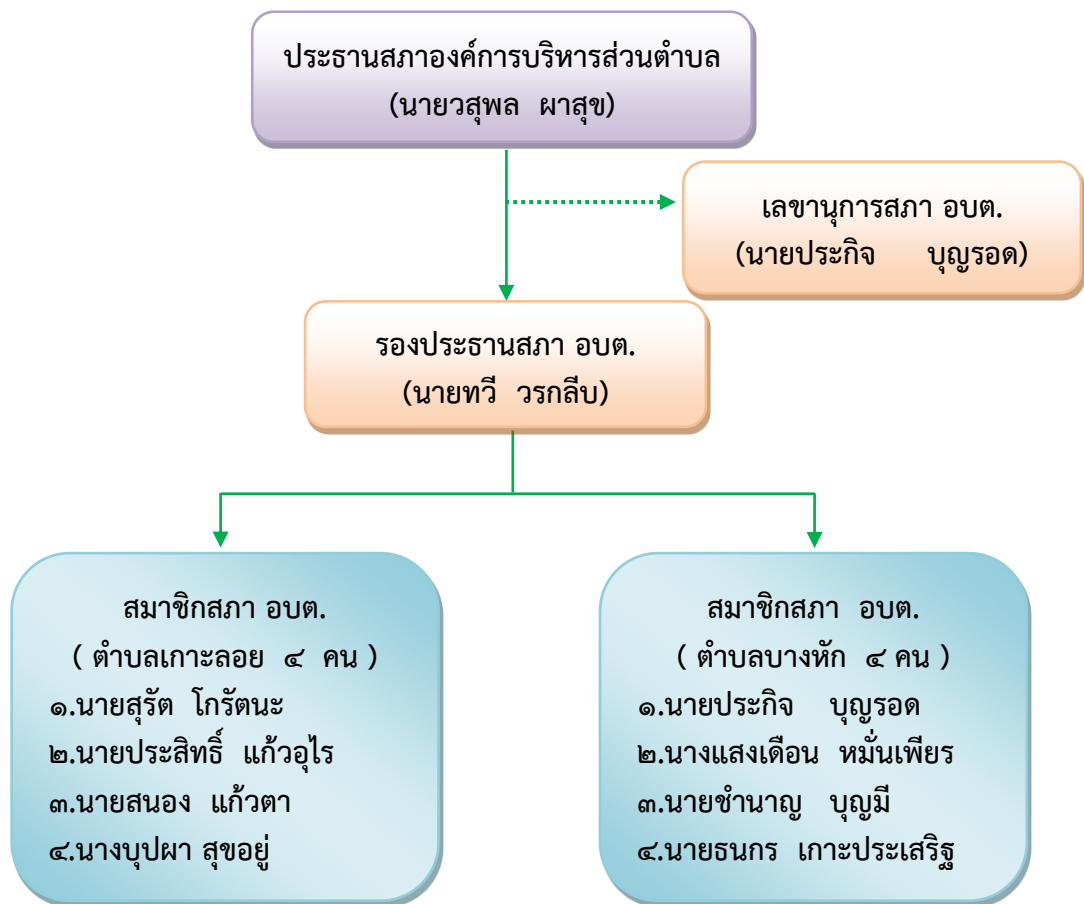 ประธานสภาองค์การบริหารส่วนตำบล
(นายวสุพล ผาสุข)
เลขานุการสภา อบต.
(นายประกิจ บุญรอด)
รองประธานสภา อบต.
(นายทวี วรกลีบ)
สมาชิกสภา อบต.
( ตำบลเกาะลอย ๔ คน )
๑.นายสุรัต โกรัตนะ
๒.นายประสิทธิ์ แก้วอุไร
๓.นายสนอง แก้วตา
๔.นางบุปผา สุขอยู่
สมาชิกสภา อบต.
( ตำบลบางหัก ๔ คน )
๑.นายประกิจ บุญรอด
๒.นางแสงเดือน หมั่นเพียร
๓.นายชำนาญ บุญมี
๔.นายธนกร เกาะประเสริฐ